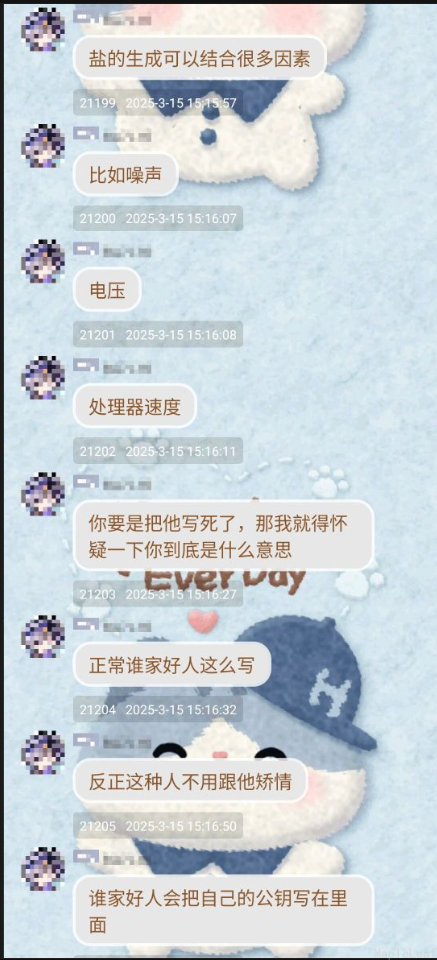 盐的生成可以结合很多因素
21199 2025-3-15 15:15:57
比如噪声
21200 2025-3-15 15:16:07
电压
21201 2025-3-15 15:16:08
处理器速度
21202 2025-3-15 15:16:11
你要是把他写死了，那我就得怀
疑一下你到底是什么意思
Every Day
21203 2025-3-15 15:16:27
正常谁家好人这么写
H
21204 2025-3-15 15:16:32
反正这种人不用跟他矫情
21205 2025-3-15 15:16:50
谁家好人会把自己的公钥写在里
面